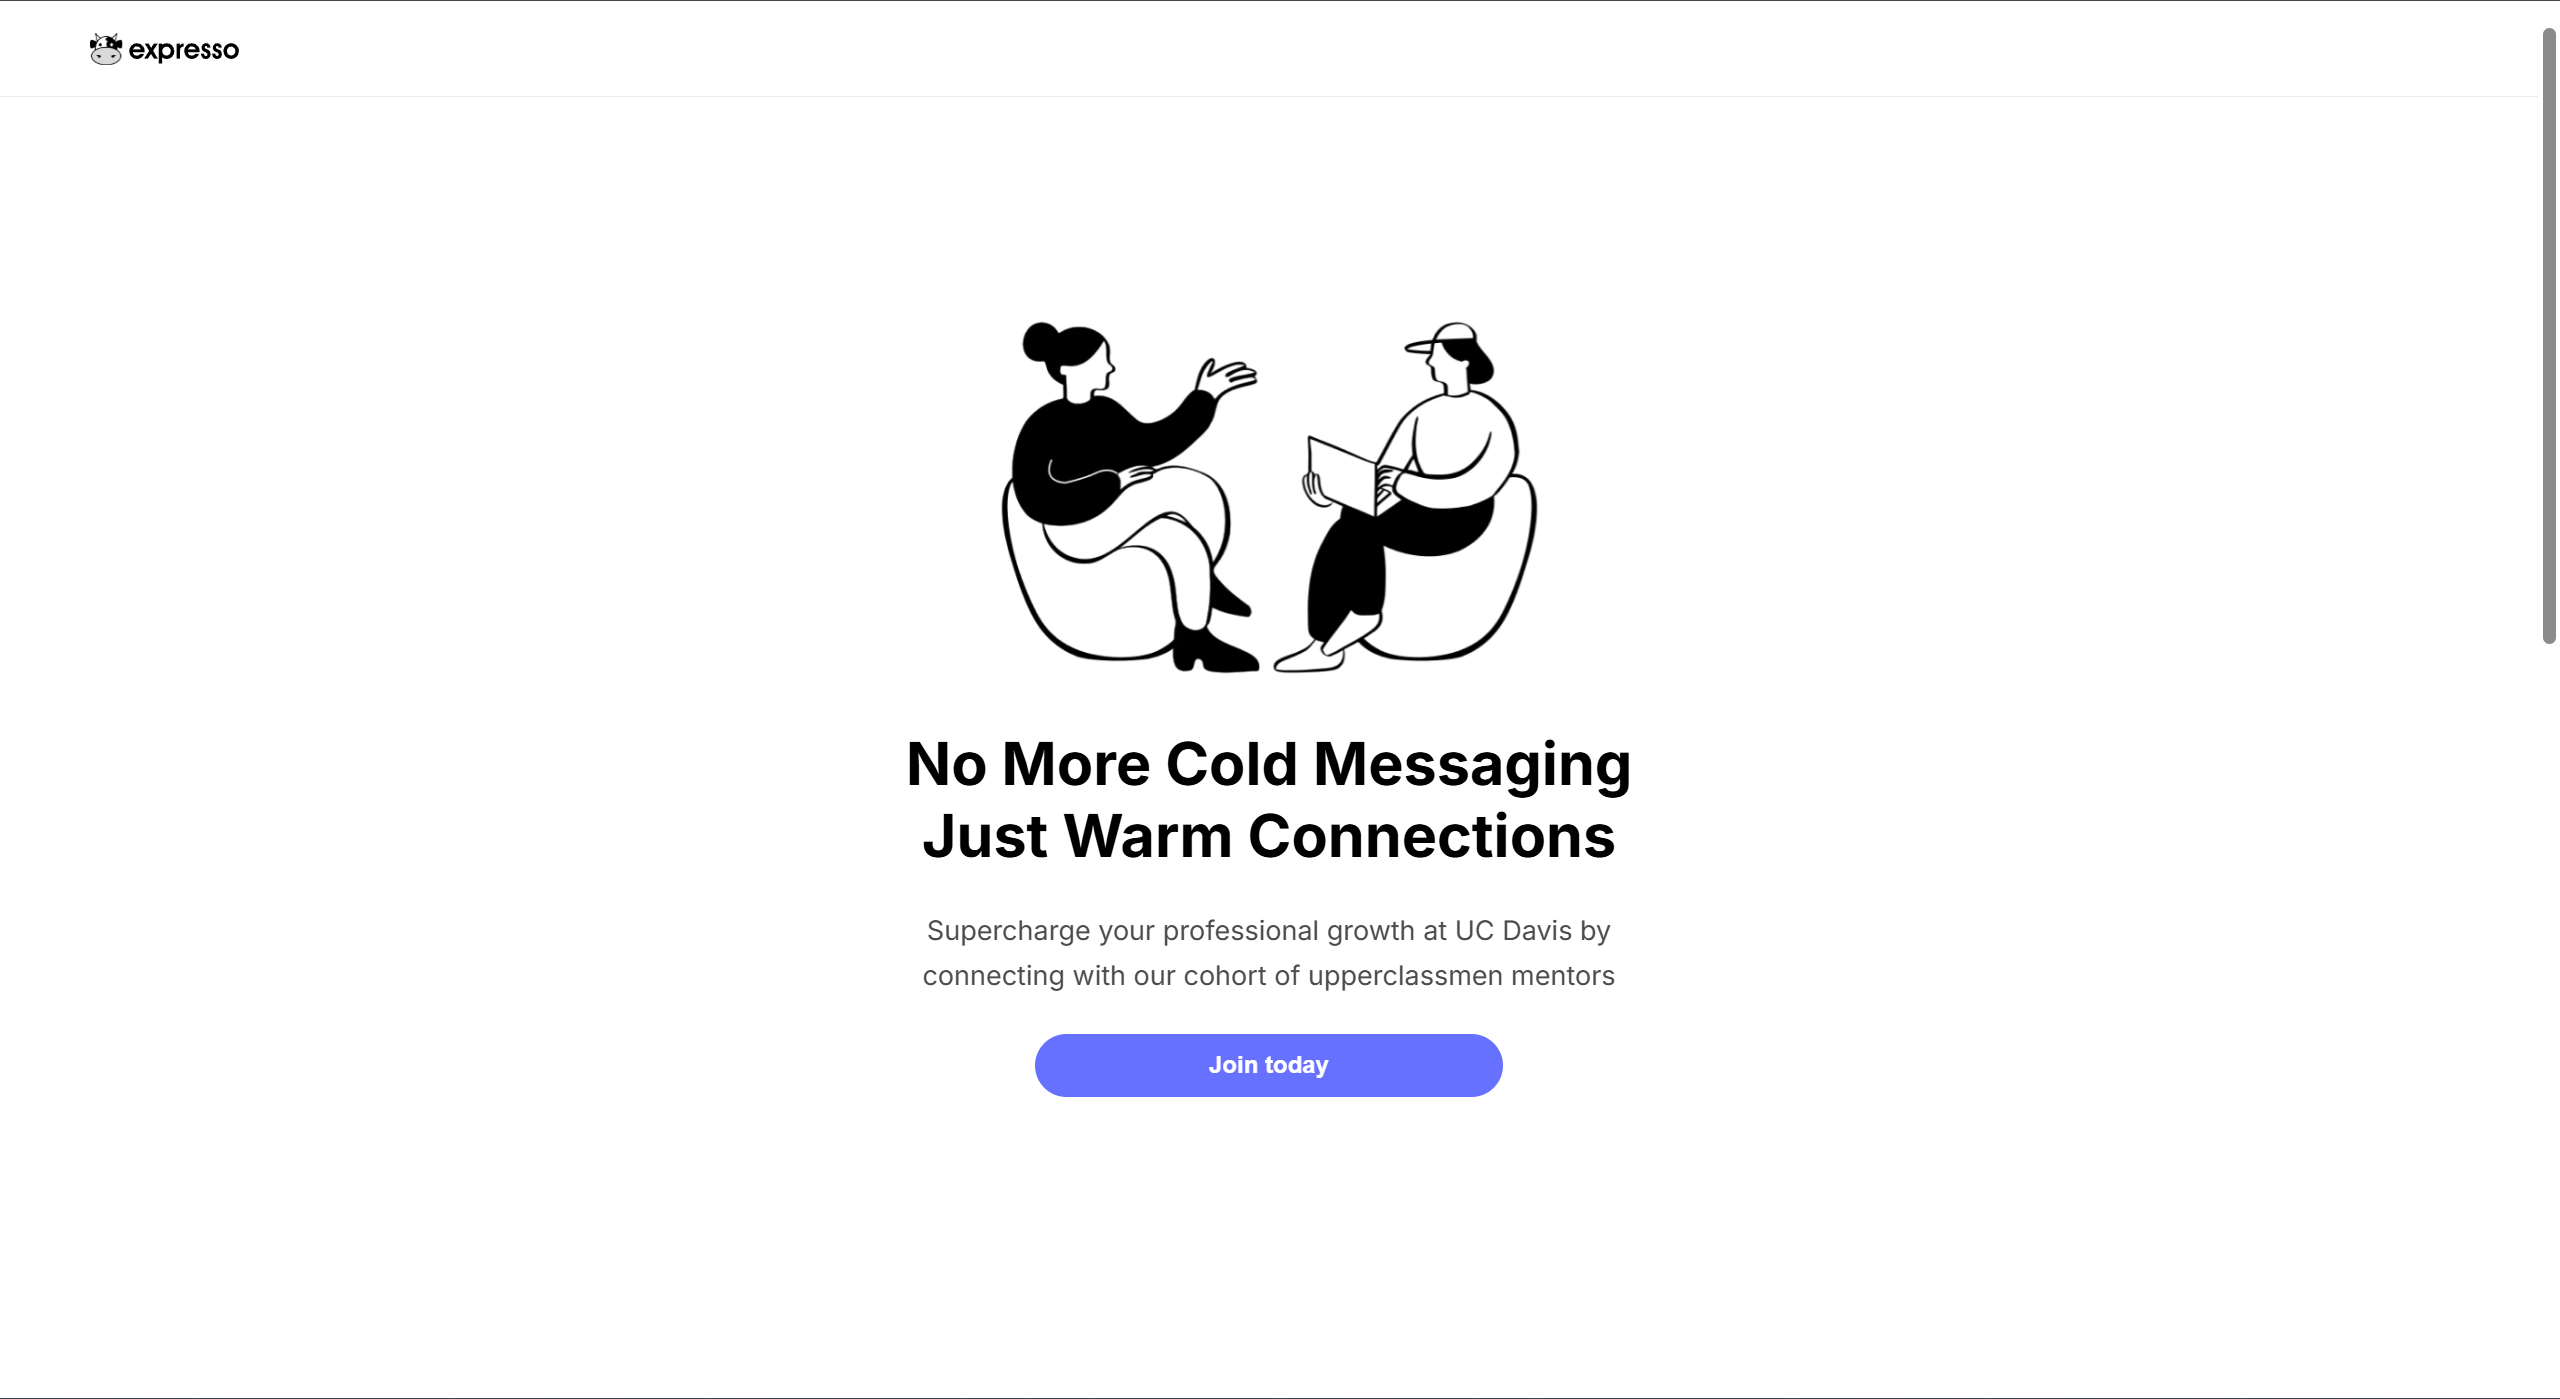 expresso
No More Cold Messaging
Just Warm Connections
Supercharge your professional growth at UC Davis by
connecting with our cohort of upperclassmen mentors
Join today